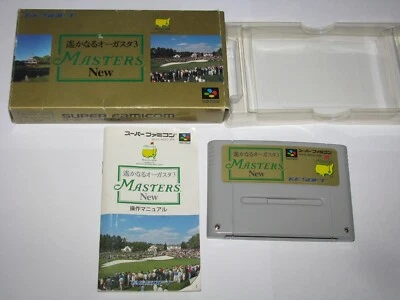 遙かなるオーガスタ3
MASTERS
New
SUPER Famicom
スーパーファミコン
遙かなるオーガスタ3
MASTERS
New
操作マニュアル
スーパーファミコン
遙かなるオーガスタ3
MASTERS
New